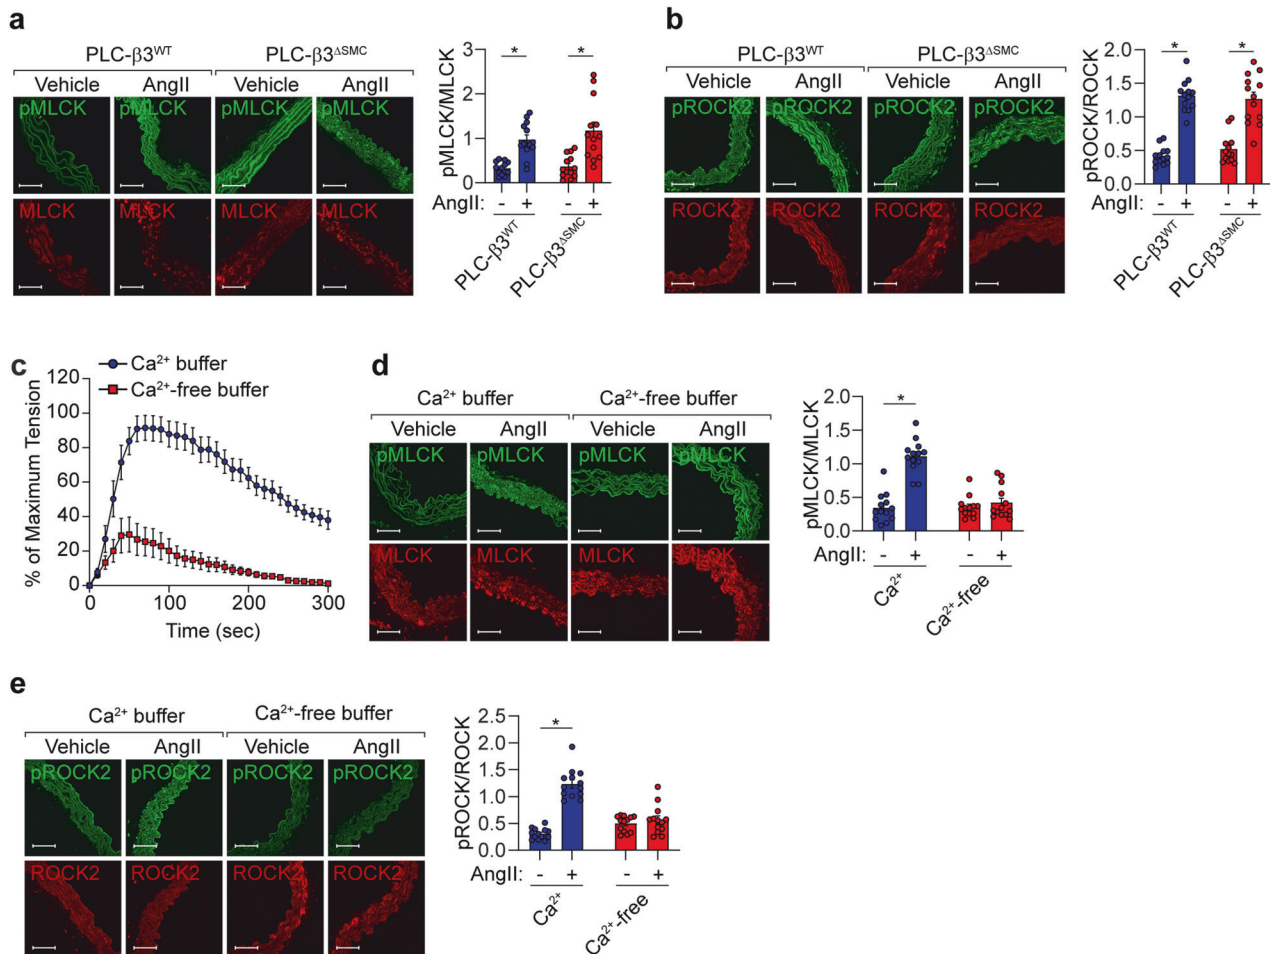 a
PLC-β3WT PLC-β3ΔSMC
Vehicle AngII Vehicle AngII
pMLCK pMLCK pMLCK pMLCK
MLCK MLCK MLCK MLCK
pMLCK/MLCK
3
2
1
0
* *
AngII: - + - +
PLC-β3WT PLC-β3ΔSMC
b
PLC-β3WT PLC-β3ΔSMC
Vehicle AngII Vehicle AngII
pROCK2 pROCK2 pROCK2 pROCK2
ROCK2 ROCK2 ROCK2 ROCK2
pROCK/ROCK
2.0
1.5
1.0
0.5
0.0
* *
AngII: - + - +
PLC-β3WT PLC-β3ΔSMC
c
Ca2+ buffer
Ca2+-free buffer
% of Maximum Tension
120
100
80
60
40
20
0
0 100 200 300
Time (sec)
d
Ca2+ buffer Ca2+-free buffer
Vehicle AngII Vehicle AngII
pMLCK pMLCK pMLCK pMLCK
MLCK MLCK MLCK MLCK
pMLCK/MLCK
2.0
1.5
1.0
0.5
0.0
*
AngII: - + - +
Ca2+ Ca2+-free
e
Ca2+ buffer Ca2+-free buffer
Vehicle AngII Vehicle AngII
pROCK2 pROCK2 pROCK2 pROCK2
ROCK2 ROCK2 ROCK2 ROCK2
pROCK/ROCK
2.5
2.0
1.5
1.0
0.5
0.0
*
AngII: - + - +
Ca2+ Ca2+-free